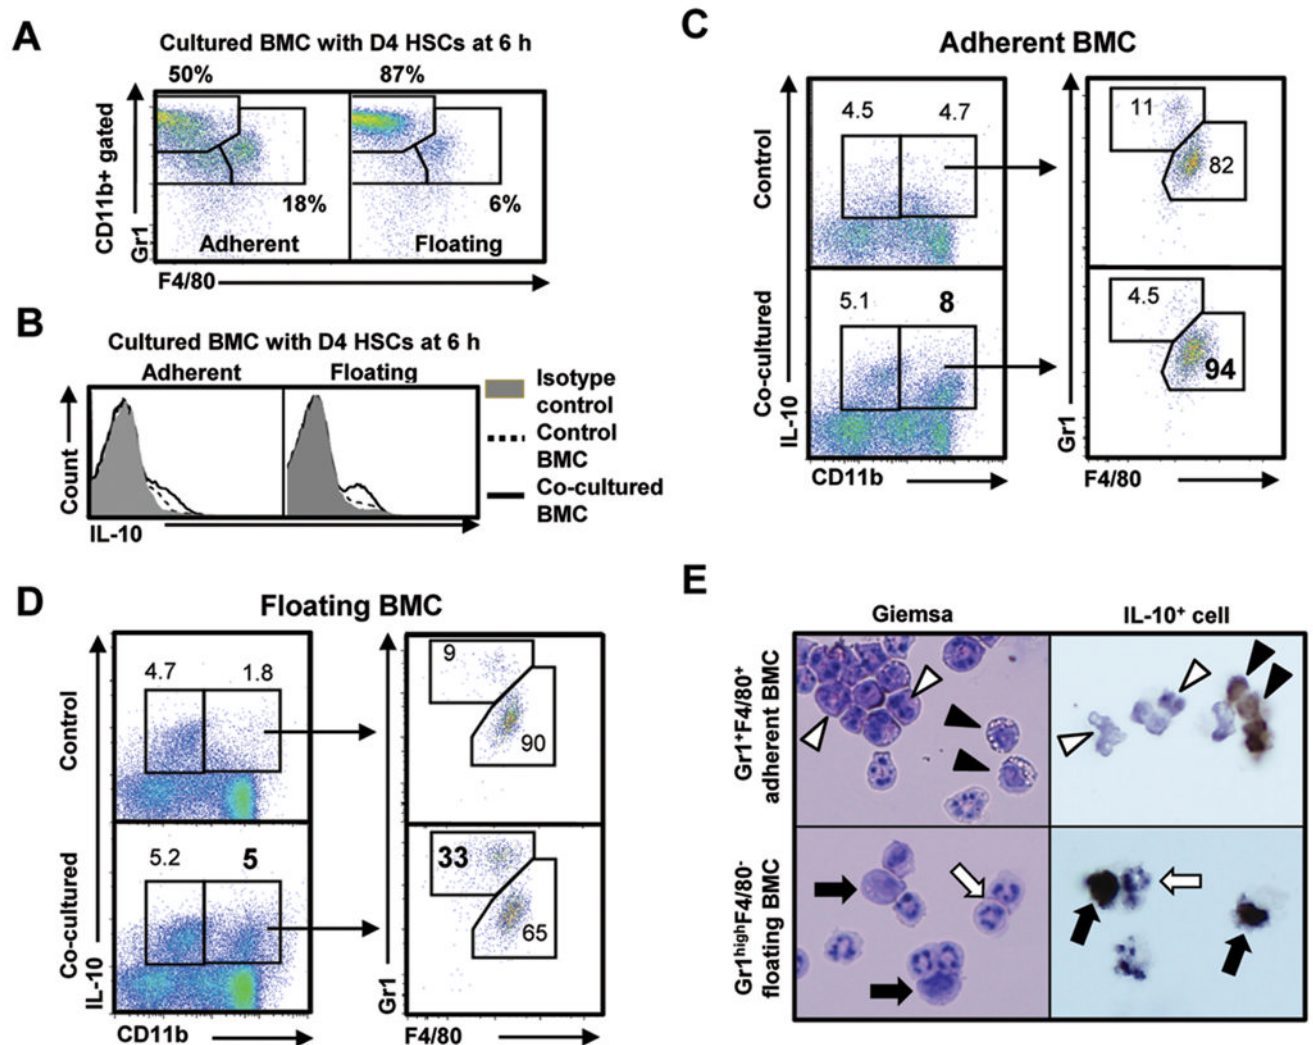 A
Cultured BMC with D4 HSCs at 6 h
50%
87%
CD11b+ gated
Gr1
18%
6%
Adherent
Floating
F4/80
B
Cultured BMC with D4 HSCs at 6 h
Adherent
Floating
Count
IL-10
Isotype
control
Control
BMC
Co-cultured
BMC
C
Adherent BMC
Control
4.5
4.7
11
82
Co-cultured
IL-10
5.1
8
4.5
94
Gr1
CD11b
F4/80
D
Floating BMC
Control
4.7
1.8
9
90
Co-cultured
IL-10
5.2
5
33
65
Gr1
CD11b
F4/80
E
Giemsa
IL-10⁺ cell
Gr1⁺F4/80⁺
adherent BMC
Gr1ʰⁱᵍʰF4/80⁻
floating BMC